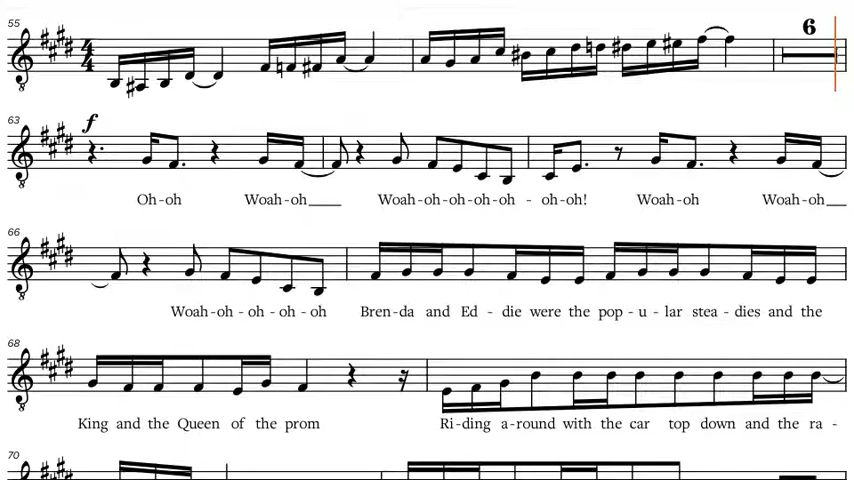 55
4
4
6
63
f
Oh-oh Woah-oh Woah-oh-oh-oh-oh - oh-oh! Woah-oh Woah-oh
66
Woah-oh - oh - oh - oh Bren-da and Ed - die were the pop - u - lar stea - dies and the
68
King and the Queen of the prom Ri-ding a-round with the car top down and the ra -
70